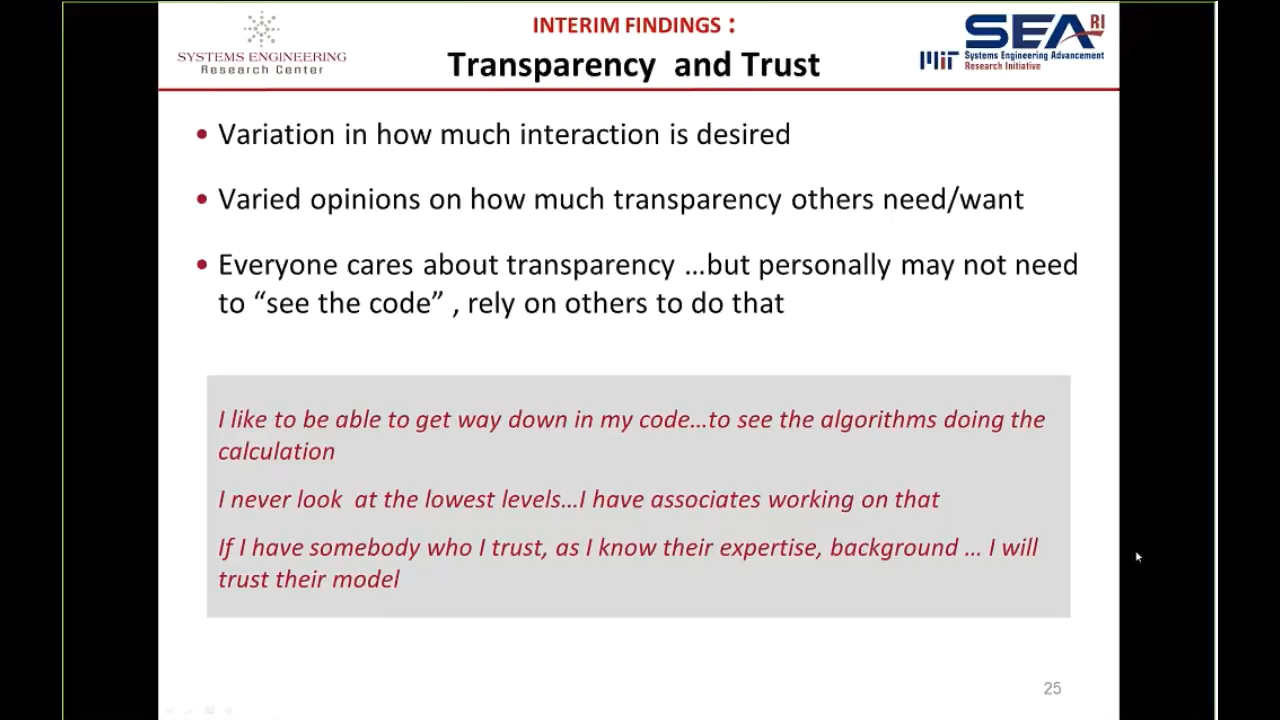 INTERIM FINDINGS :
Transparency and Trust
SYSTEMS ENGINEERING
Research Center
SEARI
MIT Systems Engineering Advancement
Research Initiative
• Variation in how much interaction is desired
• Varied opinions on how much transparency others need/want
• Everyone cares about transparency …but personally may not need
to “see the code” , rely on others to do that
I like to be able to get way down in my code…to see the algorithms doing the
calculation
I never look at the lowest levels…I have associates working on that
If I have somebody who I trust, as I know their expertise, background … I will
trust their model
25